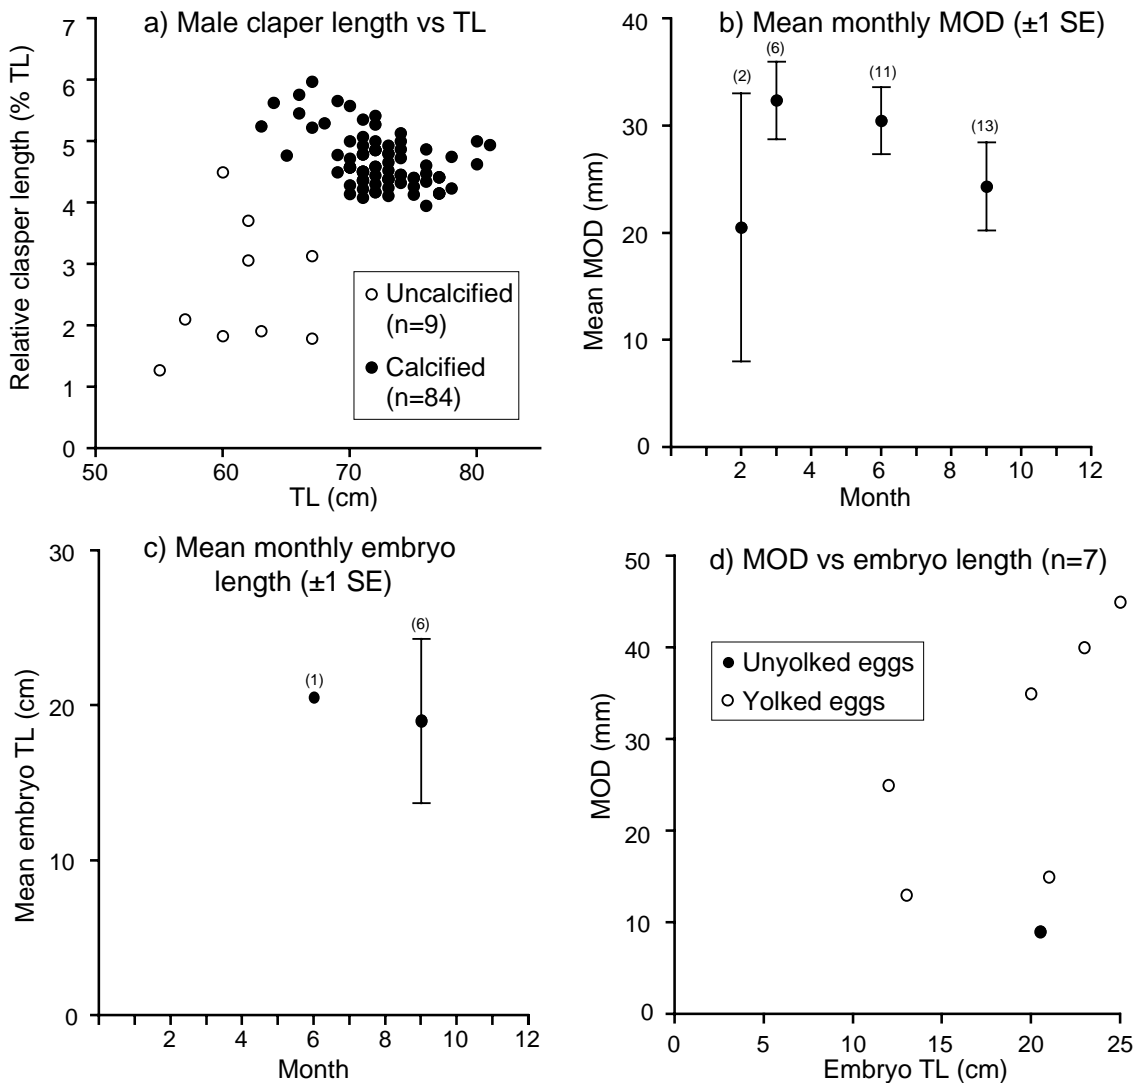 a) Male claper length vs TL
Relative clasper length (% TL)
7
6
5
4
3
2
1
0
50
60
70
80
TL (cm)
Uncalcified
(n=9)
Calcified
(n=84)
b) Mean monthly MOD (±1 SE)
Mean MOD (mm)
40
30
20
10
0
(2)
(6)
(11)
(13)
2
4
6
8
10
12
Month
c) Mean monthly embryo
length (±1 SE)
Mean embryo TL (cm)
30
20
10
0
(1)
(6)
2
4
6
8
10
12
Month
d) MOD vs embryo length (n=7)
MOD (mm)
50
40
30
20
10
0
Unyolked eggs
Yolked eggs
0
5
10
15
20
25
Embryo TL (cm)